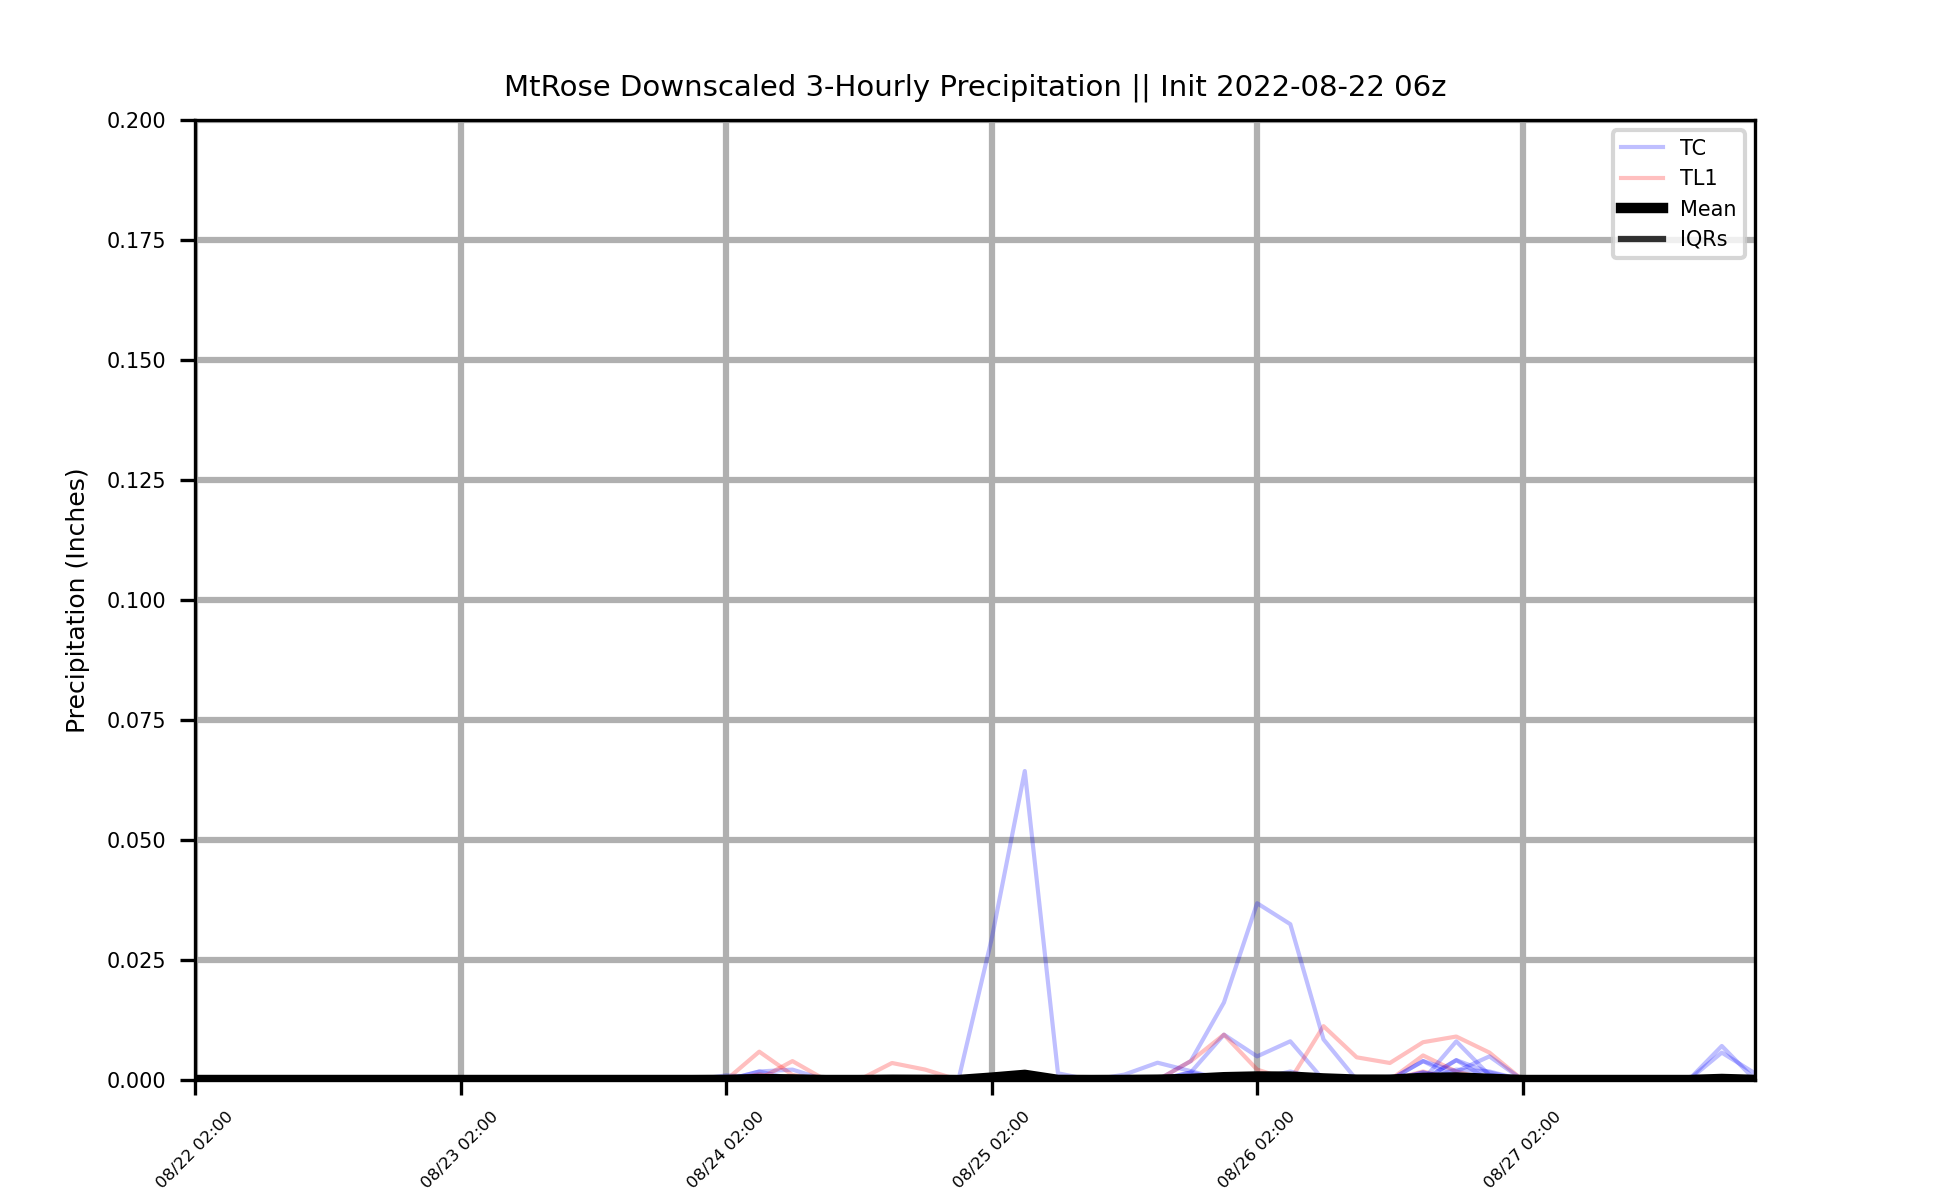 MtRose Downscaled 3-Hourly Precipitation || Init 2022-08-22 06z
TC
TL1
Mean
IQRs
Precipitation (Inches)
0.200
0.175
0.150
0.125
0.100
0.075
0.050
0.025
0.000
08/22 02:00
08/23 02:00
08/24 02:00
08/25 02:00
08/26 02:00
08/27 02:00